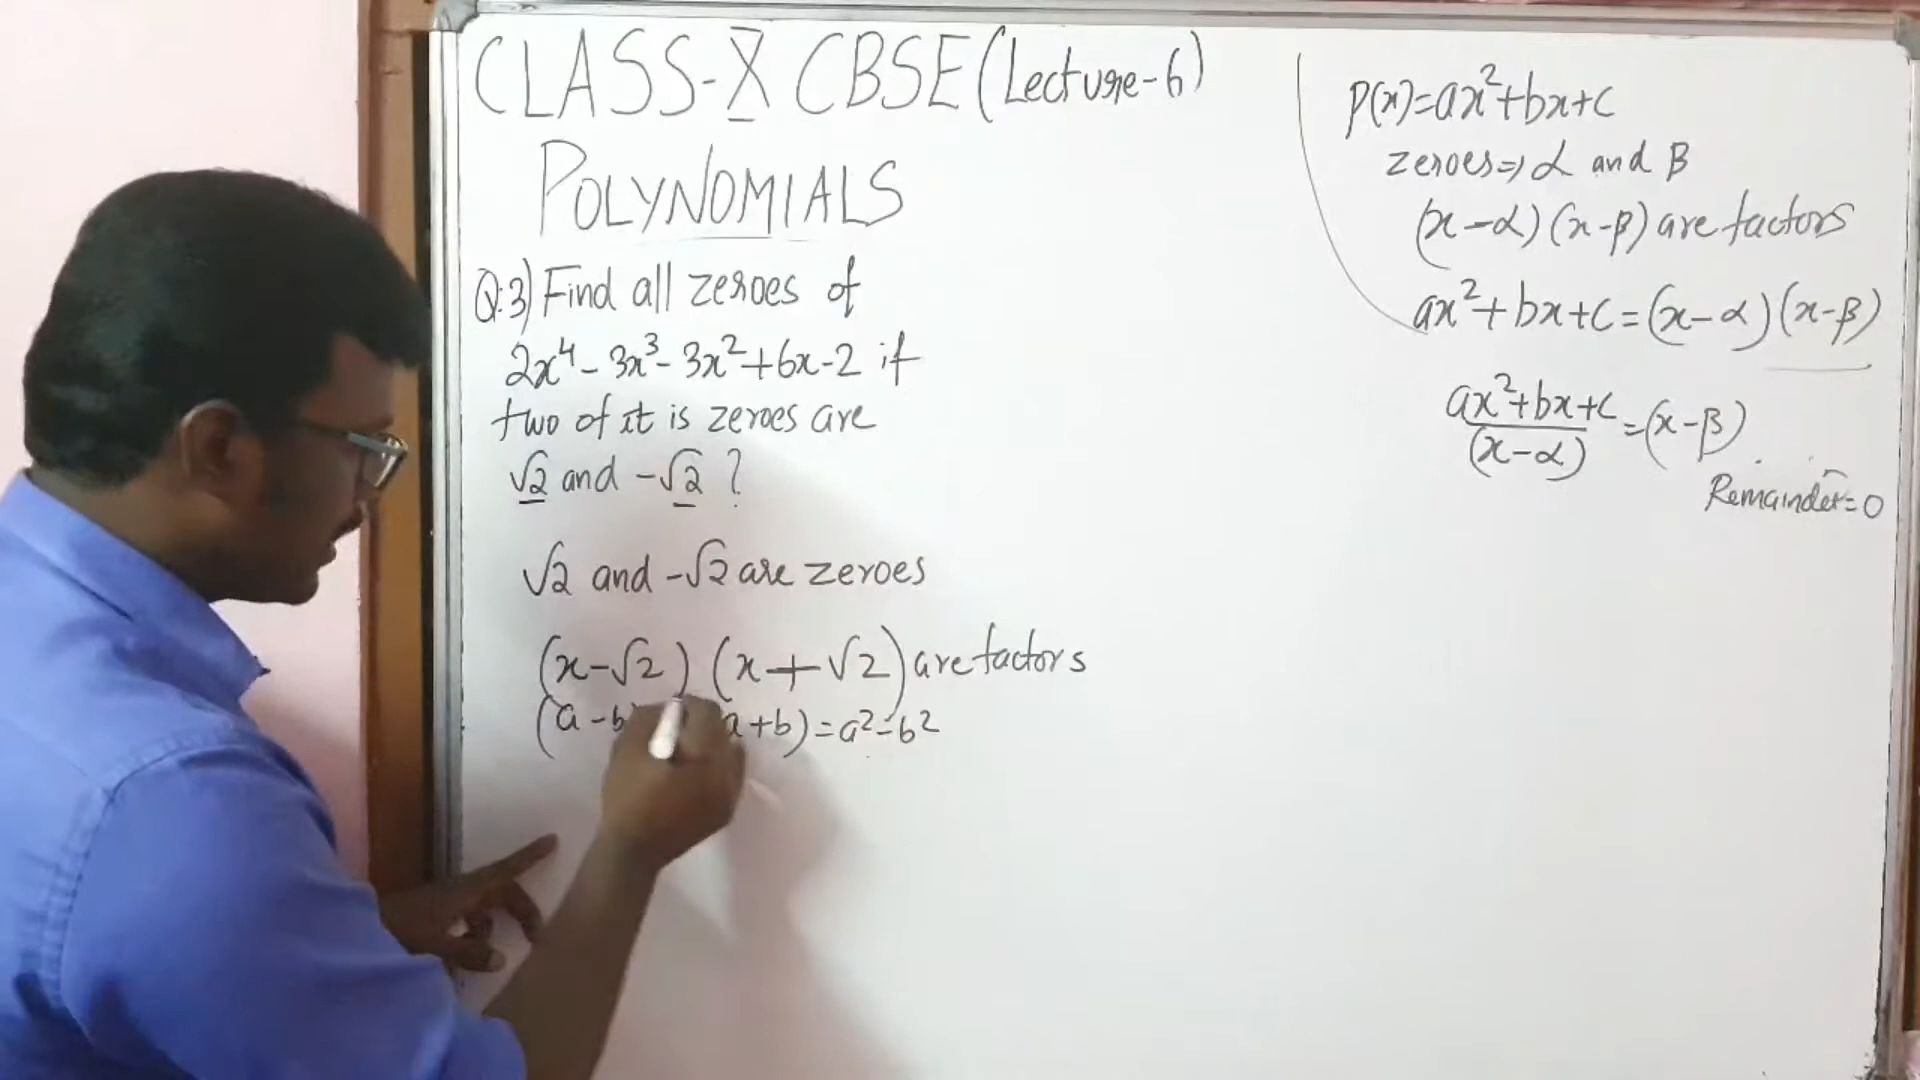 CLASS-X CBSE (Lecture-6)
POLYNOMIALS
Q.3) Find all zeroes of
2x⁴ - 3x³ - 3x² + 6x - 2 if
two of it is zeroes are
√2 and -√2 ?
√2 and -√2 are zeroes
(x-√2) (x+√2) are factors
(a-b) a+b) = a²-b²
P(x)=ax²+bx+c
zeroes⇒ α and β
(x-α) (x-β) are factors
ax²+bx+c = (x-α)(x-β)
ax²+bx+c
(x-α) =(x-β)
Remainder=0